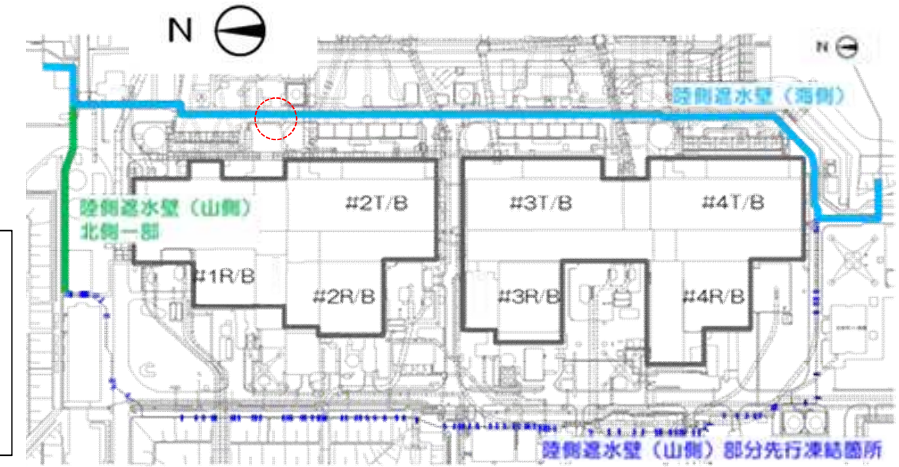 N
N
陸側遮水壁（海側）
陸側遮水壁（山側）
北側一部
#2T/B
#3T/B
#4T/B
#1R/B
#2R/B
#3R/B
#4R/B
陸側遮水壁（山側）部分先行凍結箇所